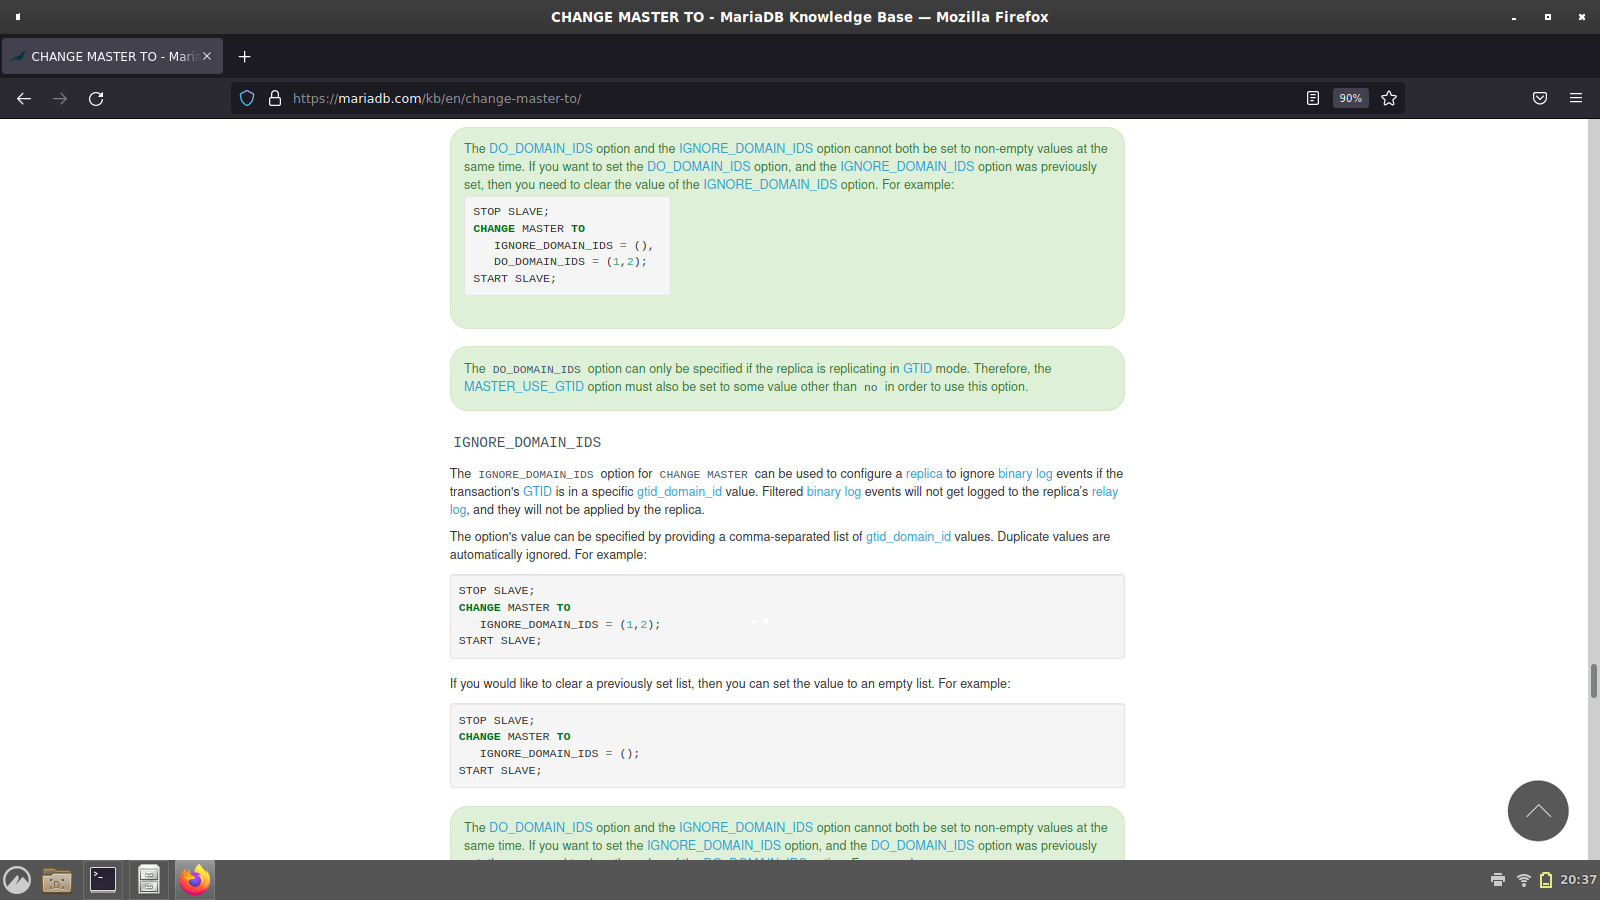 CHANGE MASTER TO - MariaDB Knowledge Base — Mozilla Firefox
CHANGE MASTER TO - Maria
https://mariadb.com/kb/en/change-master-to/
90%
The DO_DOMAIN_IDS option and the IGNORE_DOMAIN_IDS option cannot both be set to non-empty values at the
same time. If you want to set the DO_DOMAIN_IDS option, and the IGNORE_DOMAIN_IDS option was previously
set, then you need to clear the value of the IGNORE_DOMAIN_IDS option. For example:
STOP SLAVE;
CHANGE MASTER TO
IGNORE_DOMAIN_IDS = (),
DO_DOMAIN_IDS = (1,2);
START SLAVE;
The DO_DOMAIN_IDS option can only be specified if the replica is replicating in GTID mode. Therefore, the
MASTER_USE_GTID option must also be set to some value other than no in order to use this option.
IGNORE_DOMAIN_IDS
The IGNORE_DOMAIN_IDS option for CHANGE MASTER can be used to configure a replica to ignore binary log events if the
transaction's GTID is in a specific gtid_domain_id value. Filtered binary log events will not get logged to the replica's relay
log, and they will not be applied by the replica.
The option's value can be specified by providing a comma-separated list of gtid_domain_id values. Duplicate values are
automatically ignored. For example:
STOP SLAVE;
CHANGE MASTER TO
IGNORE_DOMAIN_IDS = (1,2);
START SLAVE;
If you would like to clear a previously set list, then you can set the value to an empty list. For example:
STOP SLAVE;
CHANGE MASTER TO
IGNORE_DOMAIN_IDS = ();
START SLAVE;
The DO_DOMAIN_IDS option and the IGNORE_DOMAIN_IDS option cannot both be set to non-empty values at the
same time. If you want to set the IGNORE_DOMAIN_IDS option, and the DO_DOMAIN_IDS option was previously
20:37